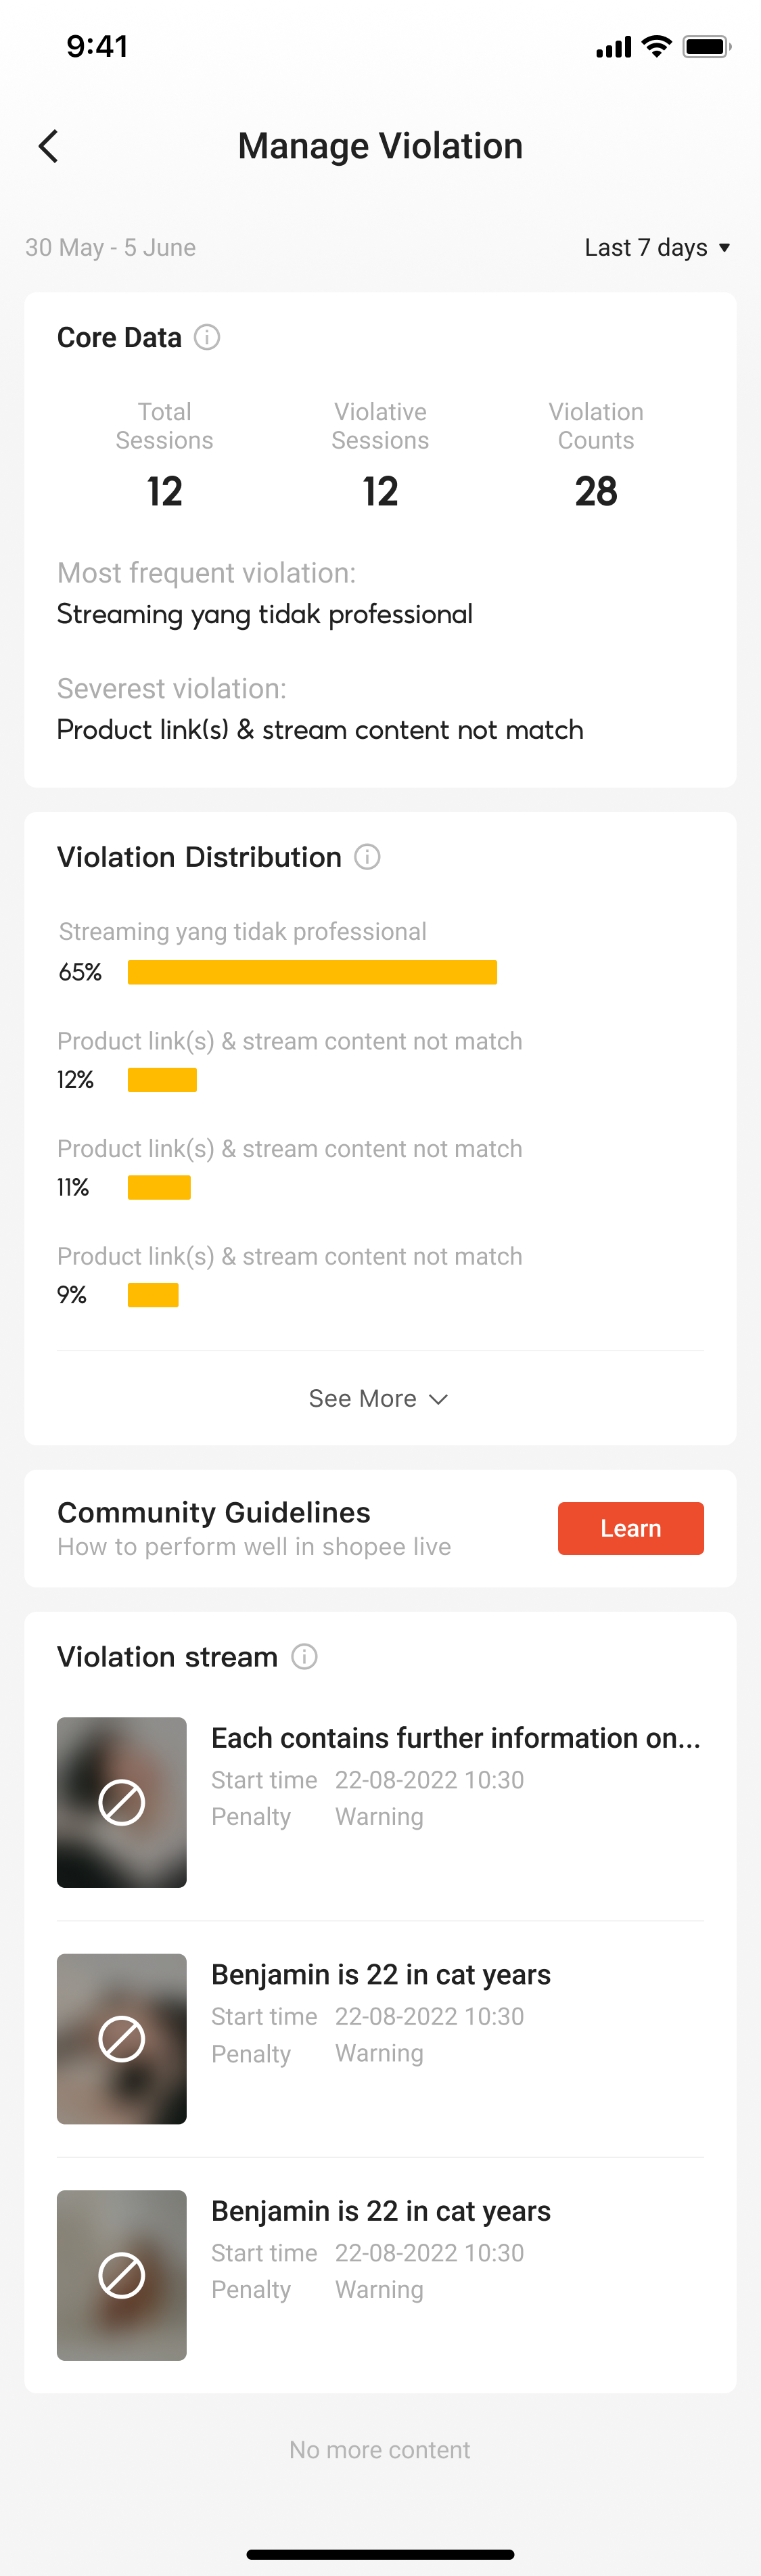 9:41
Manage Violation
30 May - 5 June
Last 7 days
Core Data
Total
Sessions
12
Violative
Sessions
12
Violation
Counts
28
Most frequent violation:
Streaming yang tidak professional
Severest violation:
Product link(s) & stream content not match
Violation Distribution
Streaming yang tidak professional
65%
Product link(s) & stream content not match
12%
Product link(s) & stream content not match
11%
Product link(s) & stream content not match
9%
See More
Community Guidelines
How to perform well in shopee live
Learn
Violation stream
Each contains further information on...
Start time 22-08-2022 10:30
Penalty Warning
Benjamin is 22 in cat years
Start time 22-08-2022 10:30
Penalty Warning
Benjamin is 22 in cat years
Start time 22-08-2022 10:30
Penalty Warning
No more content